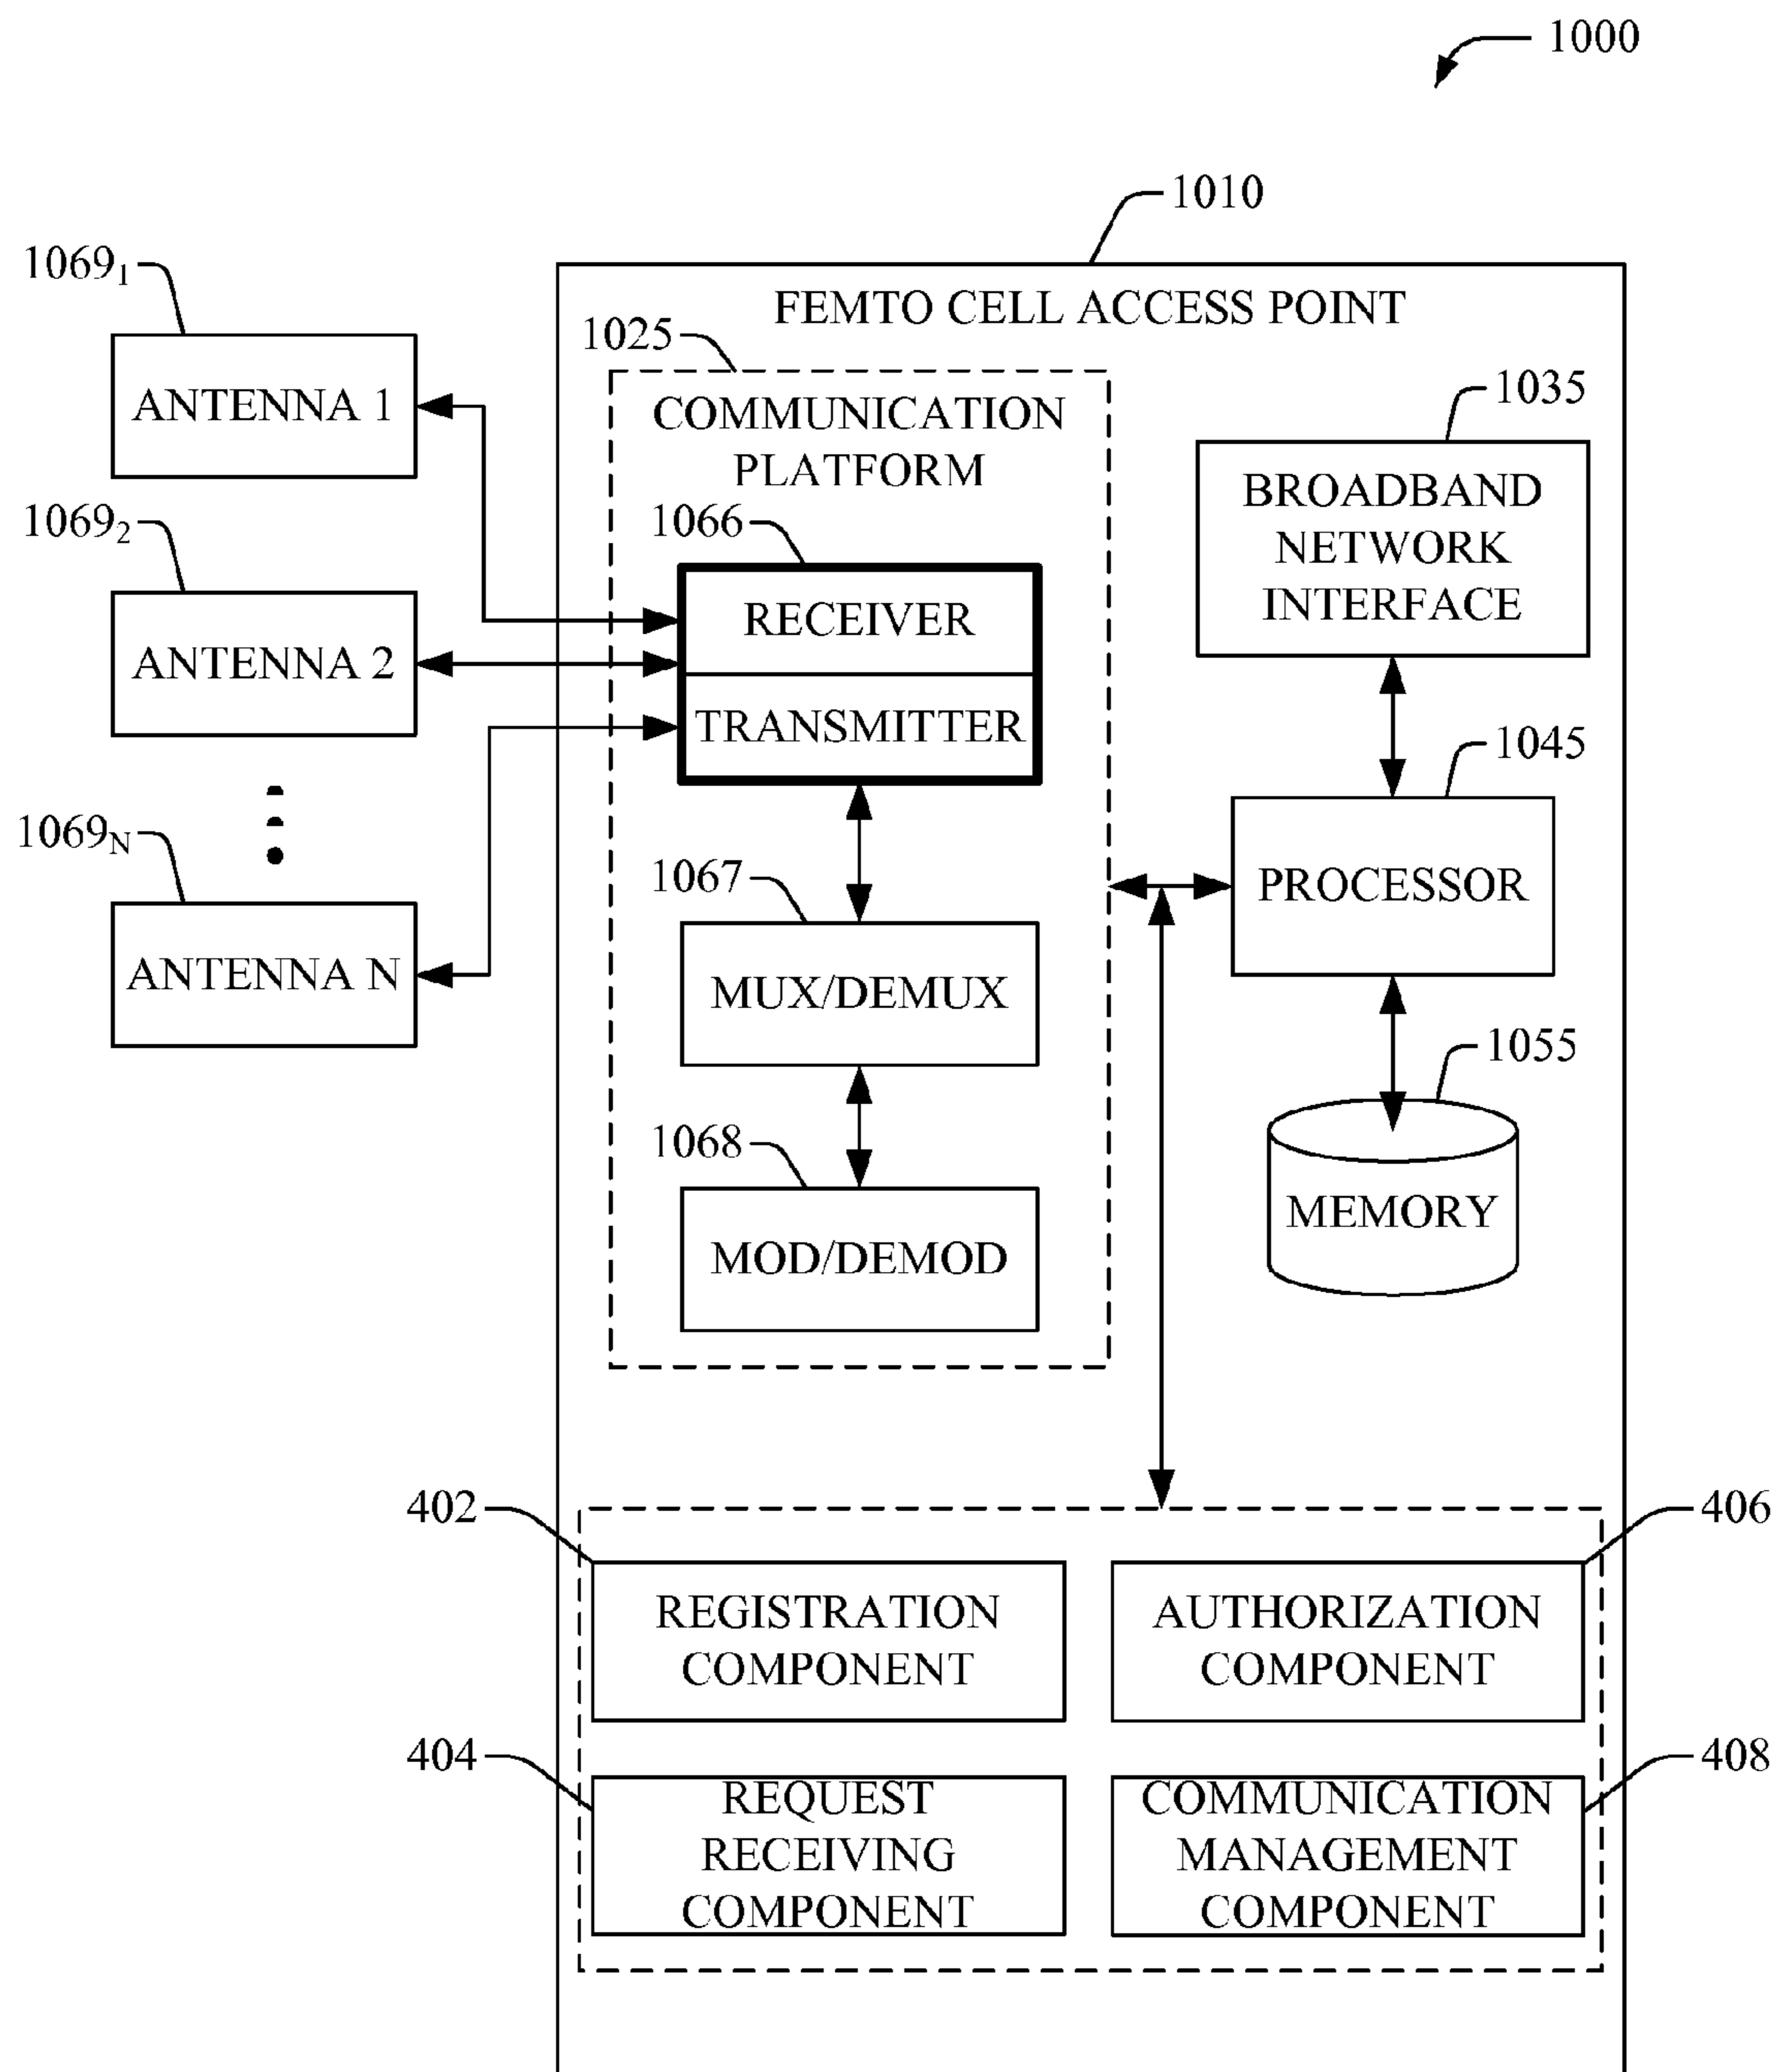 1000
1010
1069₁
FEMTO CELL ACCESS POINT
1025
ANTENNA 1
COMMUNICATION
PLATFORM
1035
BROADBAND
NETWORK
INTERFACE
1069₂
1066
ANTENNA 2
RECEIVER
TRANSMITTER
1045
PROCESSOR
1069N
ANTENNA N
1067
MUX/DEMUX
1055
MEMORY
1068
MOD/DEMOD
402
406
REGISTRATION
COMPONENT
AUTHORIZATION
COMPONENT
404
408
REQUEST
RECEIVING
COMPONENT
COMMUNICATION
MANAGEMENT
COMPONENT